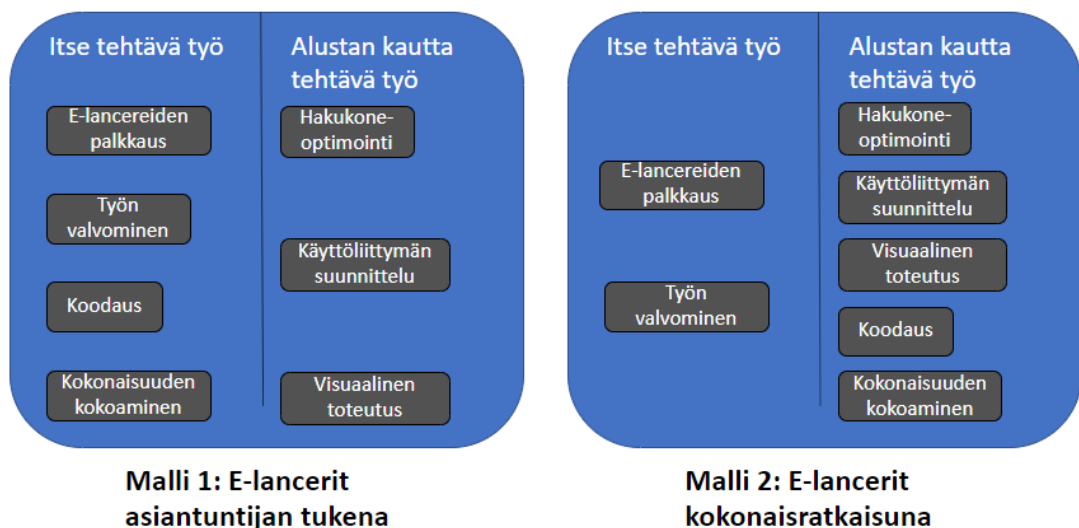 Itse tehtävä työ
Alustan kautta
tehtävä työ
E-lancereiden
palkkaus
Työn
valvominen
Koodaus
Kokonaisuuden
kokoaminen
Hakukone-
optimointi
Käyttöliittymän
suunnittelu
Visuaalinen
toteutus
Malli 1: E-lancerit
asiantuntijan tukena
Itse tehtävä työ
Alustan kautta
tehtävä työ
E-lancereiden
palkkaus
Työn
valvominen
Hakukone-
optimointi
Käyttöliittymän
suunnittelu
Visuaalinen
toteutus
Koodaus
Kokonaisuuden
kokoaminen
Malli 2: E-lancerit
kokonaisratkaisuna